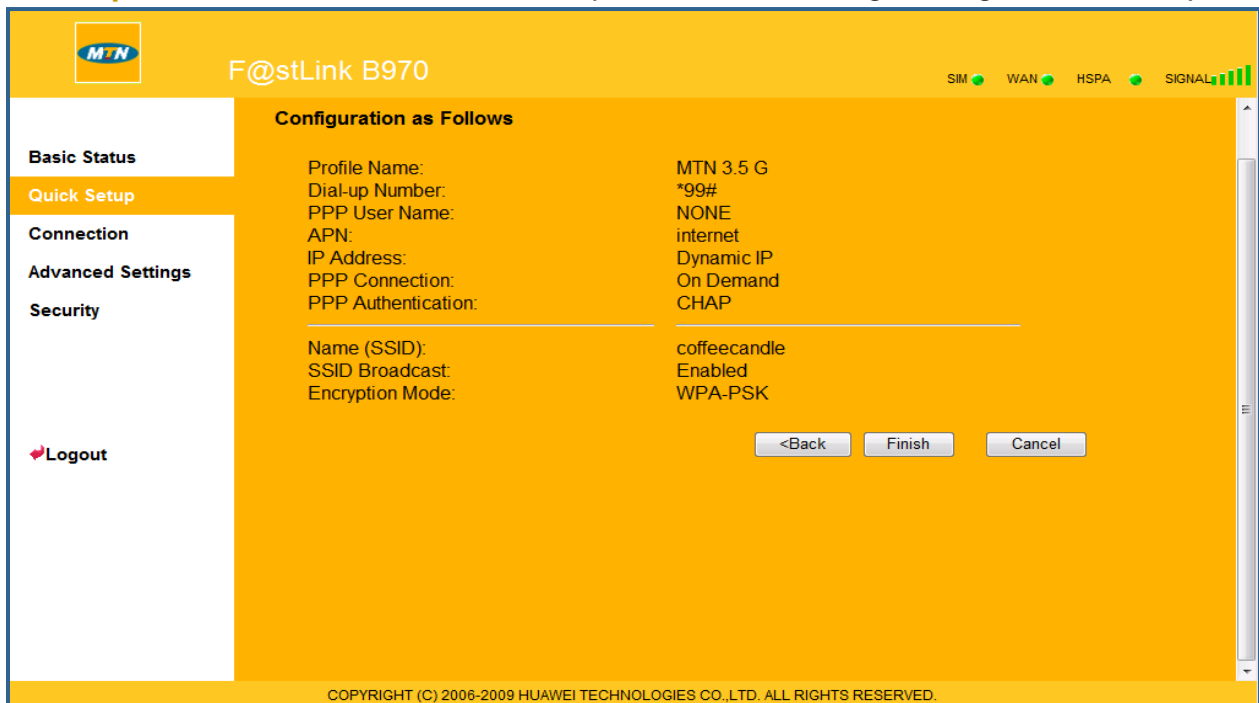 MTN
F@stLink B970
SIM WAN HSPA SIGNAL
Configuration as Follows
Basic Status
Quick Setup
Connection
Advanced Settings
Security
Logout
Profile Name: MTN 3.5 G
Dial-up Number: *99#
PPP User Name: NONE
APN: internet
IP Address: Dynamic IP
PPP Connection: On Demand
PPP Authentication: CHAP
Name (SSID): coffeecandle
SSID Broadcast: Enabled
Encryption Mode: WPA-PSK
<Back Finish Cancel
COPYRIGHT (C) 2006-2009 HUAWEI TECHNOLOGIES CO.,LTD. ALL RIGHTS RESERVED.